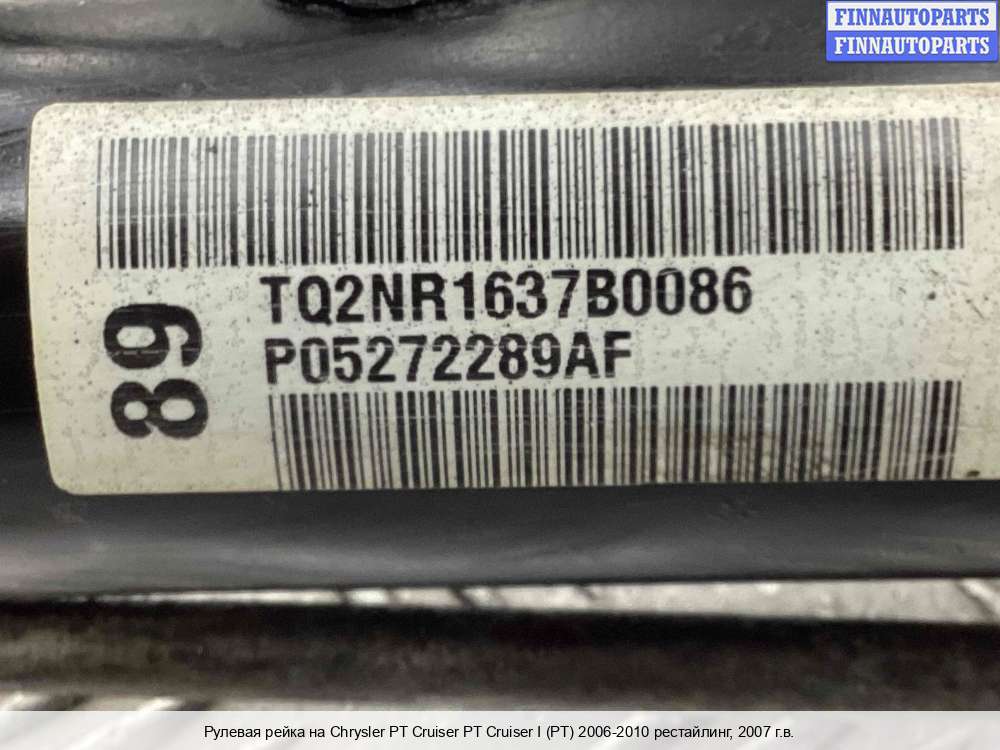 FINNAUTOPARTS
FINNAUTOPARTS
TQ2NR1637B0086
P05272289AF
89
Рулевая рейка на Chrysler PT Cruiser PT Cruiser I (PT) 2006-2010 рестайлинг, 2007 г.в.